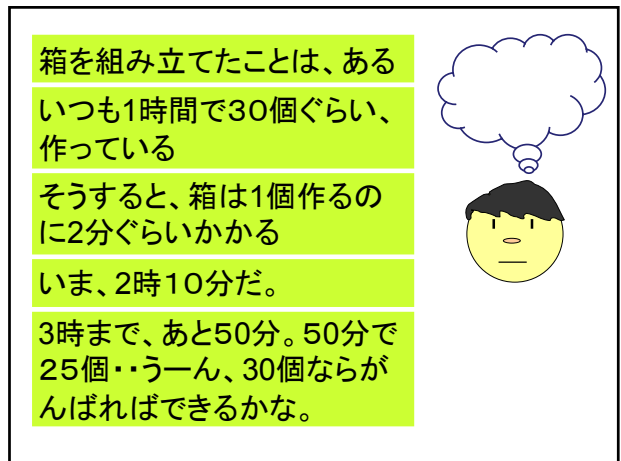 箱を組み立てたことは、ある
いつも1時間で３０個ぐらい、
作っている
そうすると、箱は1個作るの
に2分ぐらいかかる
いま、2時１０分だ。
3時まで、あと50分。50分で
２５個・・うーん、30個ならが
んばればできるかな。